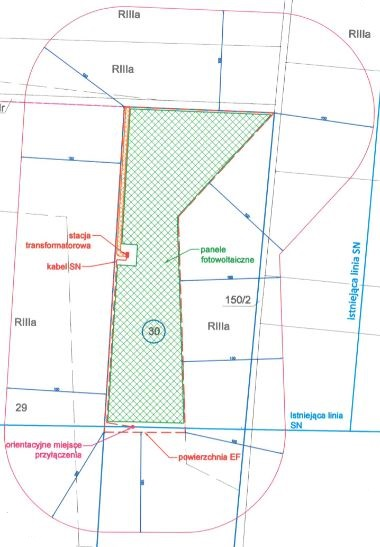 RIIIa
RIIIa
RIIIa
stacja
transformatorowa
kabel SN
panele
fotowoltaiczne
Istniejąca linia SN
150/2
RIIIa
RIIIa
30
29
Istniejąca linia
SN
orientacyjne miejsce
przyłączenia
powierzchnia EF